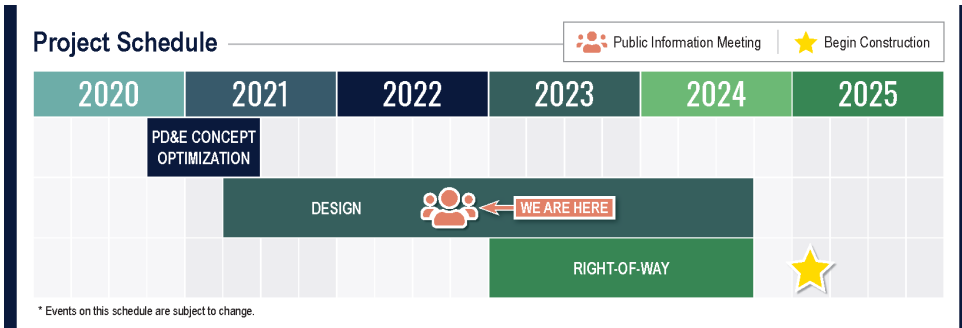 Project Schedule
Public Information Meeting
Begin Construction
2020
2021
2022
2023
2024
2025
PD&E CONCEPT
OPTIMIZATION
DESIGN
WE ARE HERE
RIGHT-OF-WAY
* Events on this schedule are subject to change.